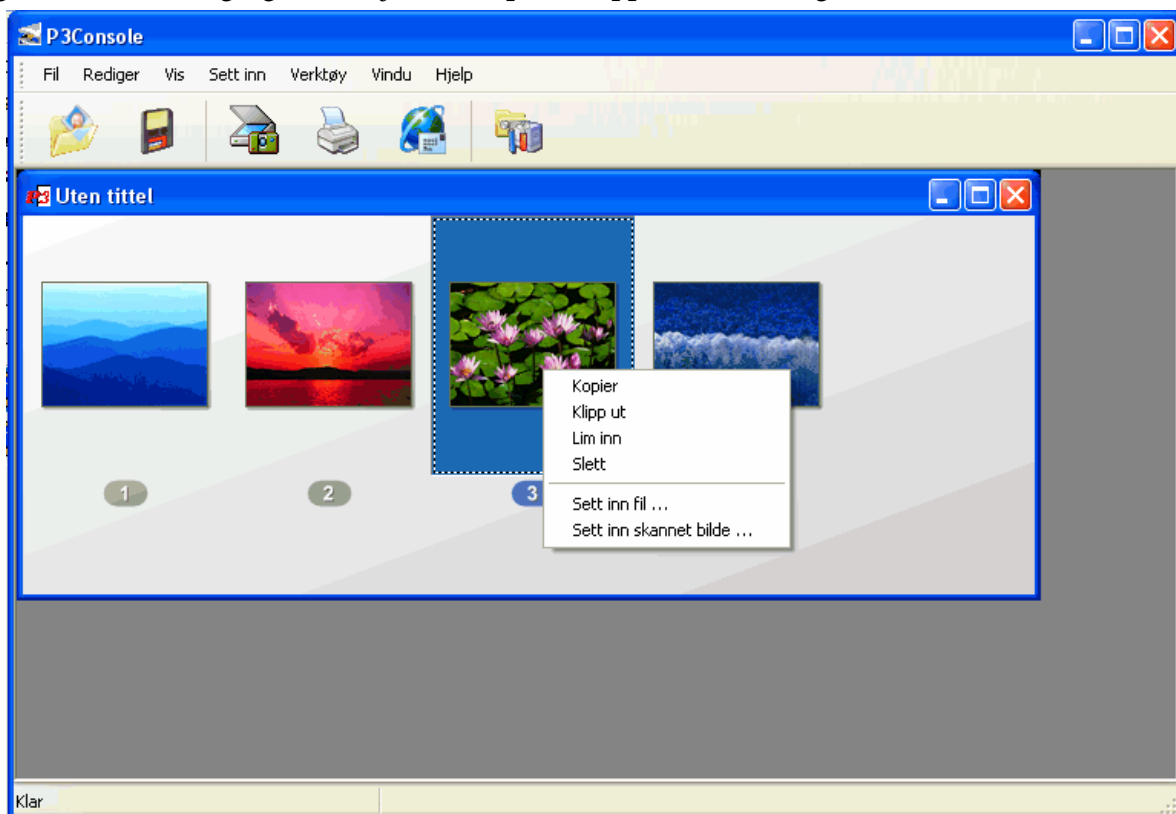 P3Console
Fil Rediger Vis Sett inn Verktøy Vindu Hjelp
Uten tittel
Kopier
Klipp ut
Lim inn
Slett
1 2 3
Sett inn fil ...
Sett inn skannet bilde ...
Klar